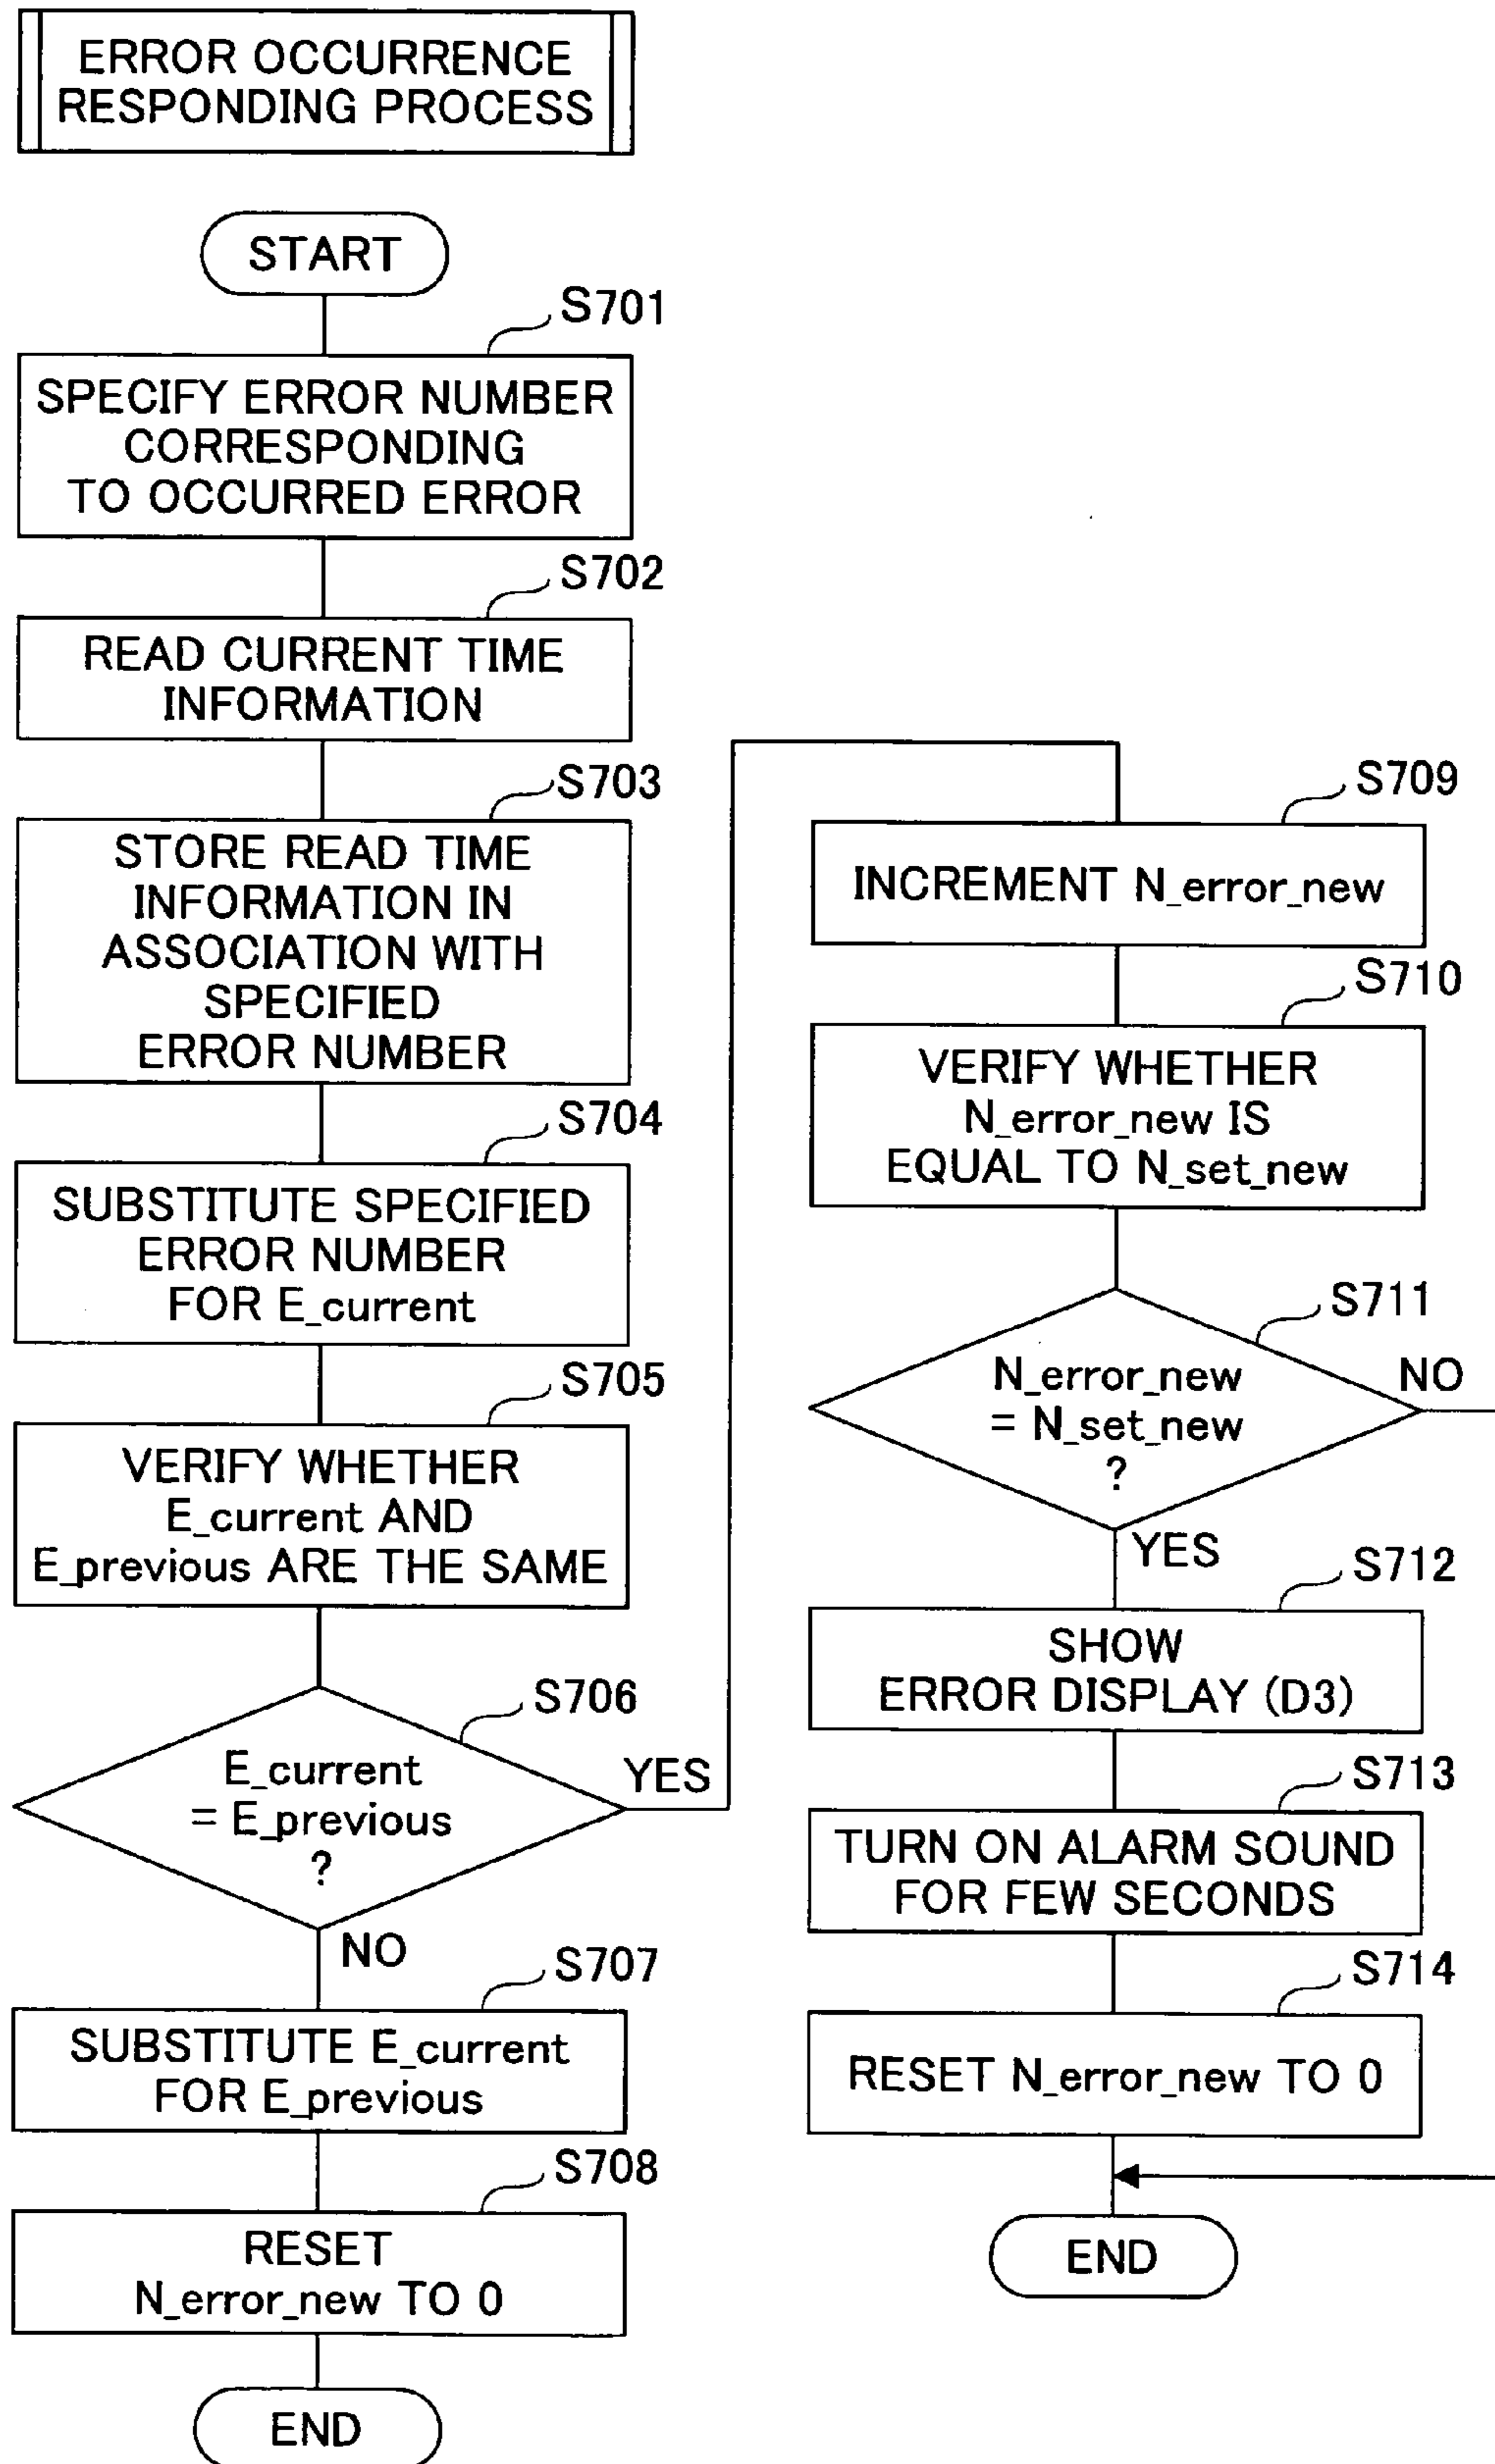 ERROR OCCURRENCE
RESPONDING PROCESS
START
S701
SPECIFY ERROR NUMBER
CORRESPONDING
TO OCCURRED ERROR
S702
READ CURRENT TIME
INFORMATION
S703
STORE READ TIME
INFORMATION IN
ASSOCIATION WITH
SPECIFIED
ERROR NUMBER
S704
SUBSTITUTE SPECIFIED
ERROR NUMBER
FOR E_current
S705
VERIFY WHETHER
E_current AND
E_previous ARE THE SAME
S706
E_current
= E_previous
?
YES
NO
S707
SUBSTITUTE E_current
FOR E_previous
S708
RESET
N_error_new TO 0
END
S709
INCREMENT N_error_new
S710
VERIFY WHETHER
N_error_new IS
EQUAL TO N_set_new
S711
N_error_new
= N_set_new
?
NO
YES
S712
SHOW
ERROR DISPLAY (D3)
S713
TURN ON ALARM SOUND
FOR FEW SECONDS
S714
RESET N_error_new TO 0
END